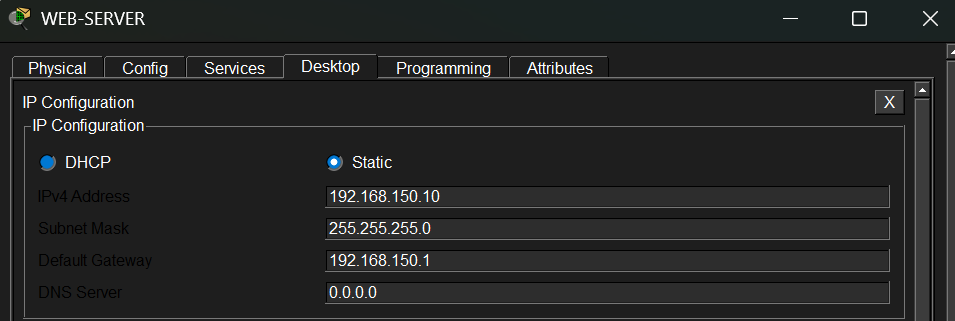 WEB-SERVER
Physical Config Services Desktop Programming Attributes
IP Configuration X
IP Configuration
DHCP Static
IPv4 Address 192.168.150.10
Subnet Mask 255.255.255.0
Default Gateway 192.168.150.1
DNS Server 0.0.0.0